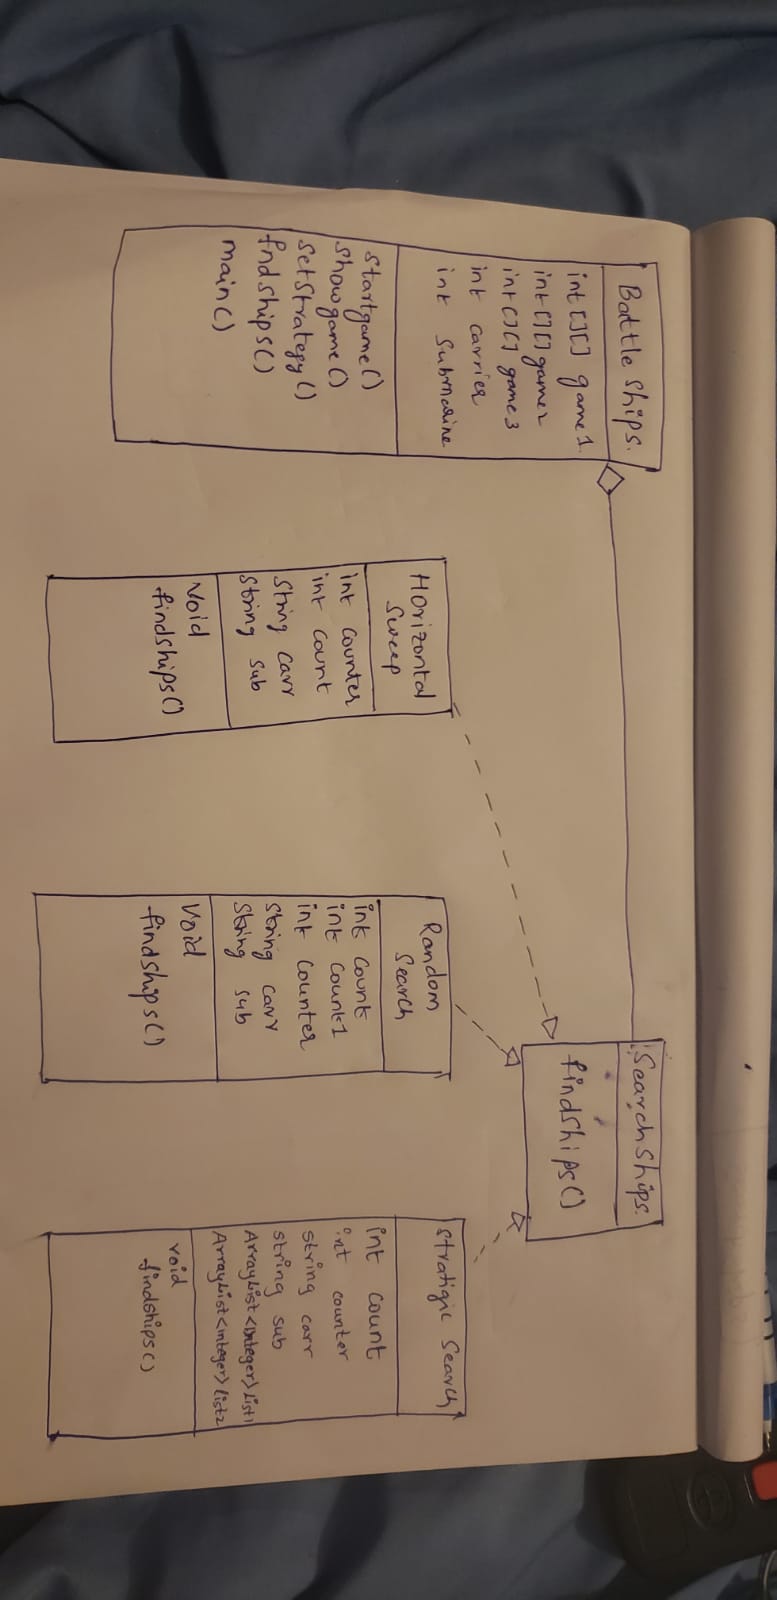 Battle Ships.
int [][] game1.
int[][] game2
int[][] game3
int carrier
int submarine
startgame()
showgame()
setStrategy()
fndships()
main()
Searchships.
findships()
Horizontal
Sweep
int counter
int count
String carr
String sub
Void
findships()
Random
Search
int count
int count1
int counter
String carr
String sub
Void
findships()
Stratigic Search
int count
int counter
string carr
string sub
ArrayList<Integer> list1
ArrayList<integer> list2
void
findships()